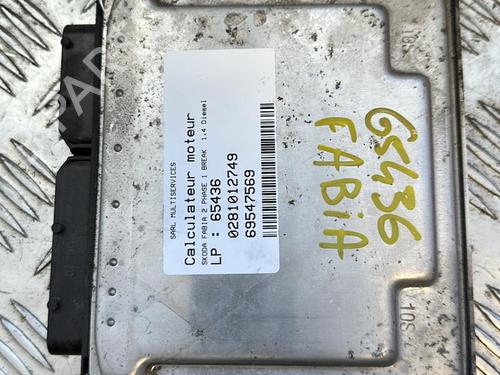 SARL MULTISERVICES
Calculateur moteur
SKODA FABIA 2 PHASE 1 BREAK 1.4 Diesel
LP : 65436
0281012749
69547569
65436
FABiA
10S